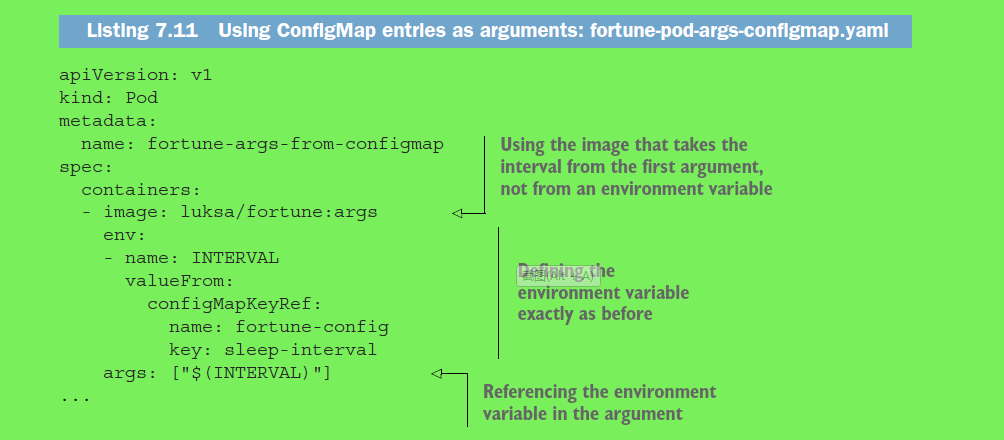 Listing 7.11 Using ConfigMap entries as arguments: fortune-pod-args-configmap.yaml
apiVersion: v1
kind: Pod
metadata:
  name: fortune-args-from-configmap
spec:
  containers:
  - image: luksa/fortune:args
    env:
    - name: INTERVAL
      valueFrom:
        configMapKeyRef:
          name: fortune-config
          key: sleep-interval
    args: ["$(INTERVAL)"]
...
Using the image that takes the
interval from the first argument,
not from an environment variable
Defining the
截图(Alt + A)
environment variable
exactly as before
Referencing the environment
variable in the argument